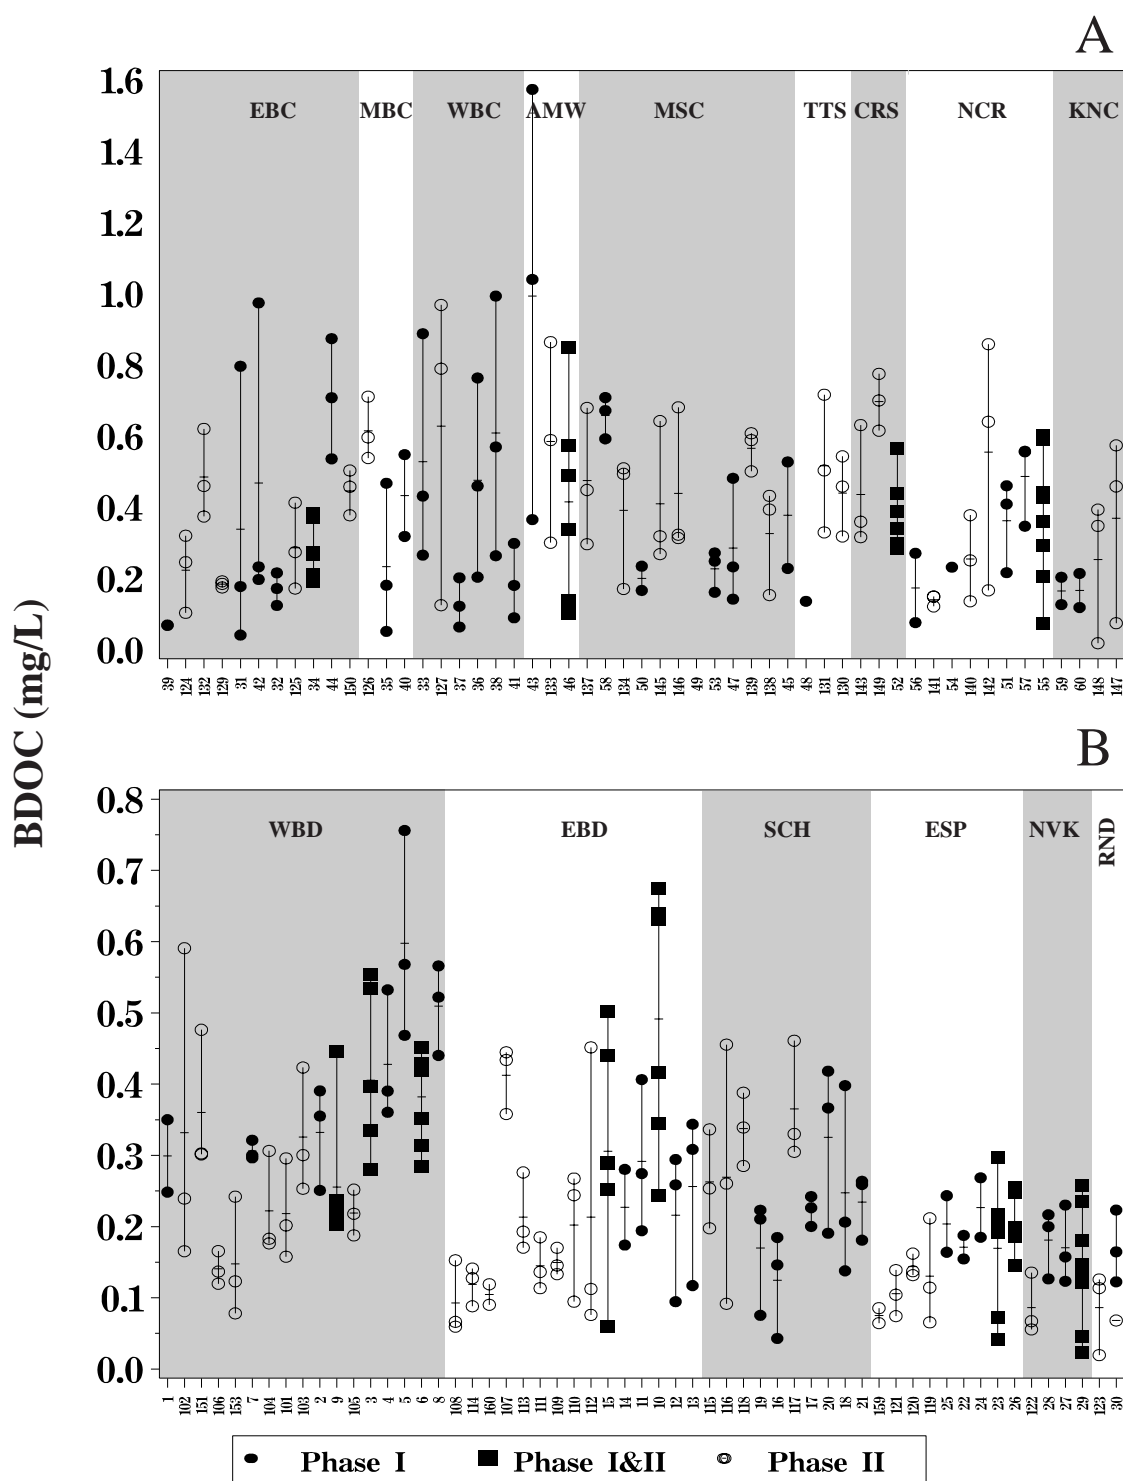 A
BDOC (mg/L)
1.6
1.4
1.2
1.0
0.8
0.6
0.4
0.2
0.0
EBC MBC WBC AMW MSC TTS CRS NCR KNC
39 124 132 129 31 42 32 125 34 44 150 126 35 40 33 127 37 36 38 41 43 133 46 137 58 134 50 145 146 49 53 47 139 138 45 48 131 130 143 149 52 56 141 54 140 142 51 57 55 59 60 148 147
B
0.8
0.7
0.6
0.5
0.4
0.3
0.2
0.1
0.0
WBD EBD SCH ESP NVK RND
1 102 151 106 153 7 104 101 103 2 9 105 3 4 5 6 8 108 114 160 107 113 111 109 110 112 15 14 11 10 12 13 115 116 118 19 16 117 17 20 18 21 159 121 120 119 25 22 24 23 26 122 28 27 29 123 30
Phase I Phase I&II Phase II